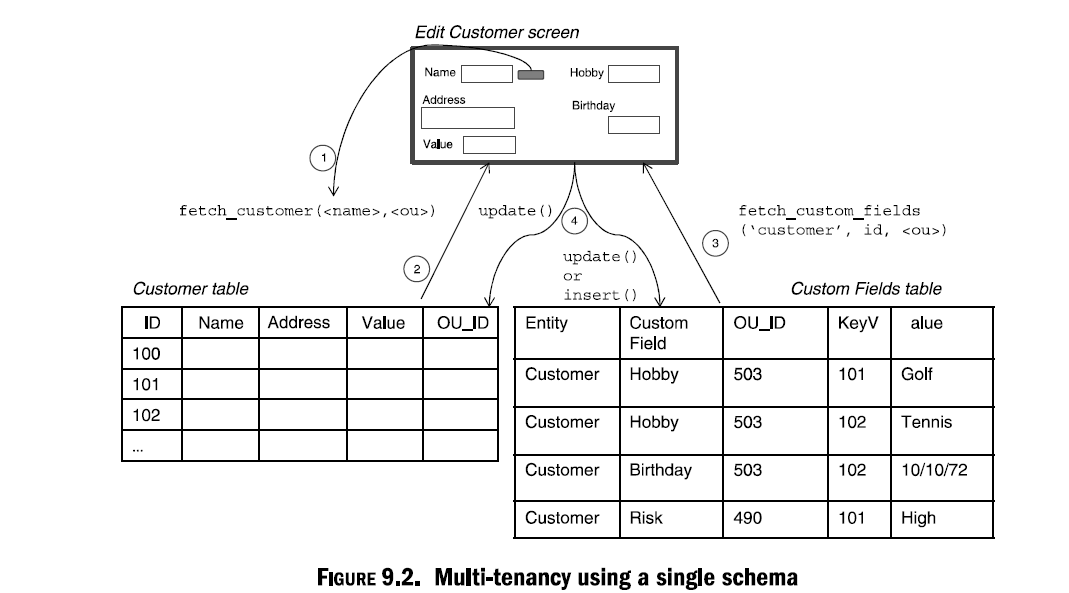 Edit Customer screen
Name
Hobby
Address
Birthday
Value
1
fetch_customer(<name>,<ou>)
update()
4
fetch_custom_fields
('customer', id, <ou>)
3
2
update()
or
insert()
Customer table
ID Name Address Value OU_ID
100
101
102
...
Custom Fields table
Entity Custom Field OU_ID KeyV alue
Customer Hobby 503 101 Golf
Customer Hobby 503 102 Tennis
Customer Birthday 503 102 10/10/72
Customer Risk 490 101 High
FIGURE 9.2. Multi-tenancy using a single schema